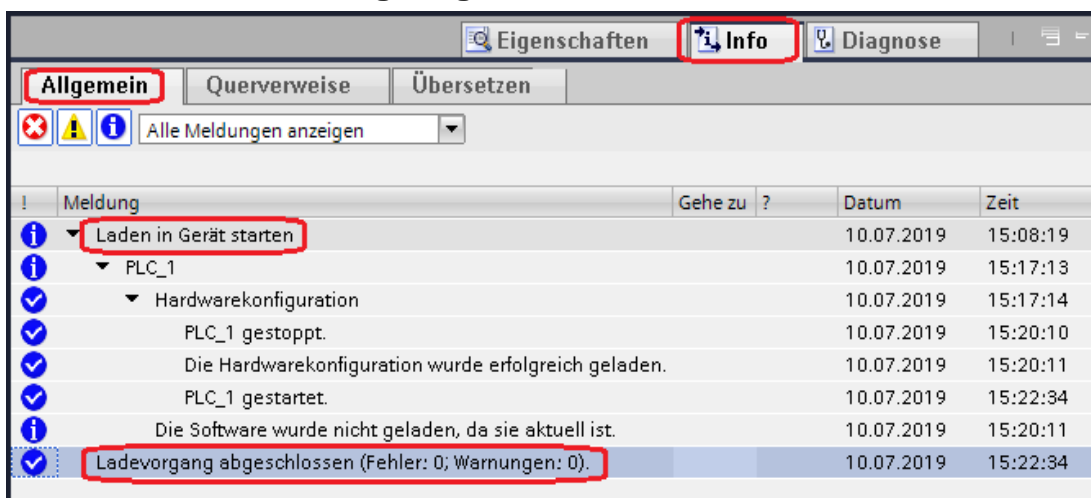 Eigenschaften Info Diagnose
Allgemein Querverweise Übersetzen
Alle Meldungen anzeigen
! Meldung Gehe zu ? Datum Zeit
Laden in Gerät starten 10.07.2019 15:08:19
PLC_1 10.07.2019 15:17:13
Hardwarekonfiguration 10.07.2019 15:17:14
PLC_1 gestoppt. 10.07.2019 15:20:10
Die Hardwarekonfiguration wurde erfolgreich geladen. 10.07.2019 15:20:11
PLC_1 gestartet. 10.07.2019 15:22:34
Die Software wurde nicht geladen, da sie aktuell ist. 10.07.2019 15:20:11
Ladevorgang abgeschlossen (Fehler: 0; Warnungen: 0). 10.07.2019 15:22:34